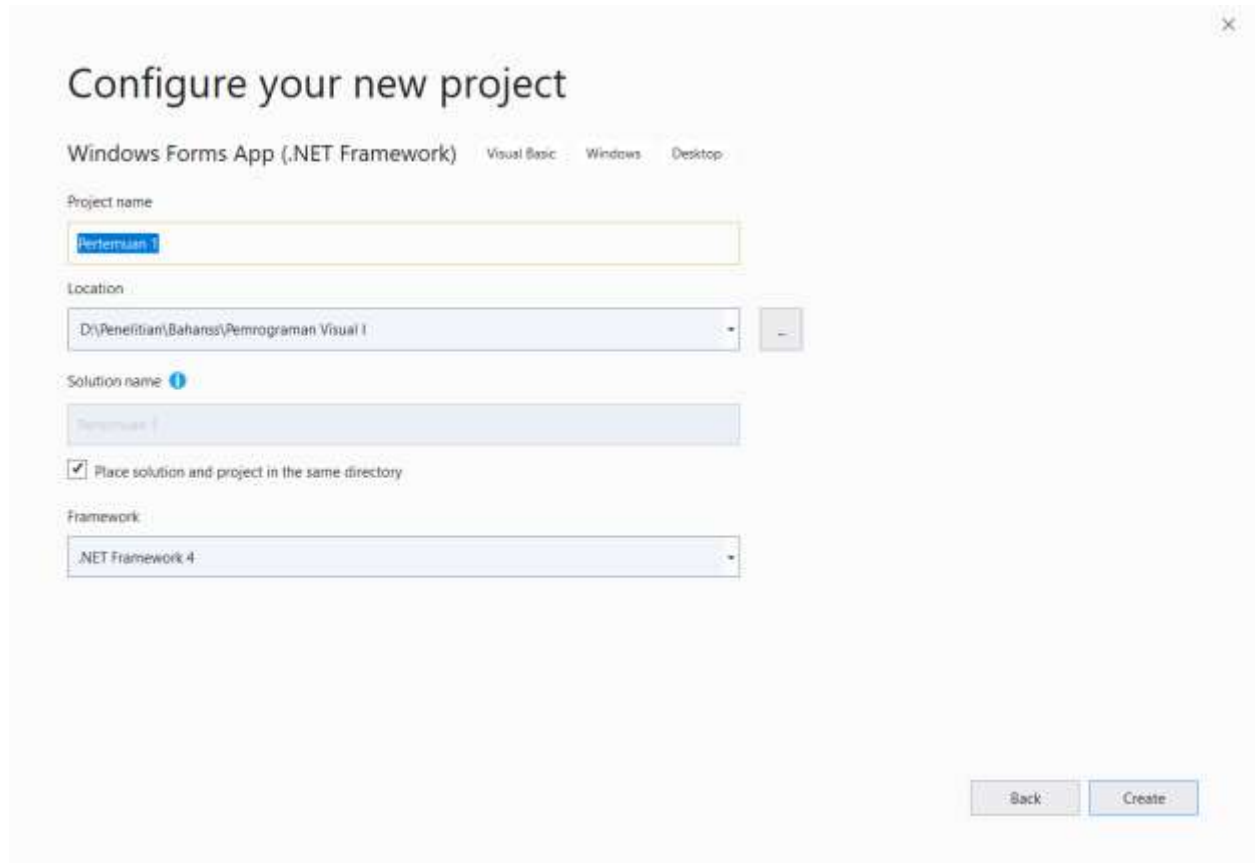 Configure your new project
Windows Forms App (.NET Framework) Visual Basic Windows Desktop
Project name
Pertemuan 1
Location
D:\Penelitian\Bahanss\Pemrograman Visual I
...
Solution name
Pertemuan 1
Place solution and project in the same directory
Framework
.NET Framework 4
Back Create